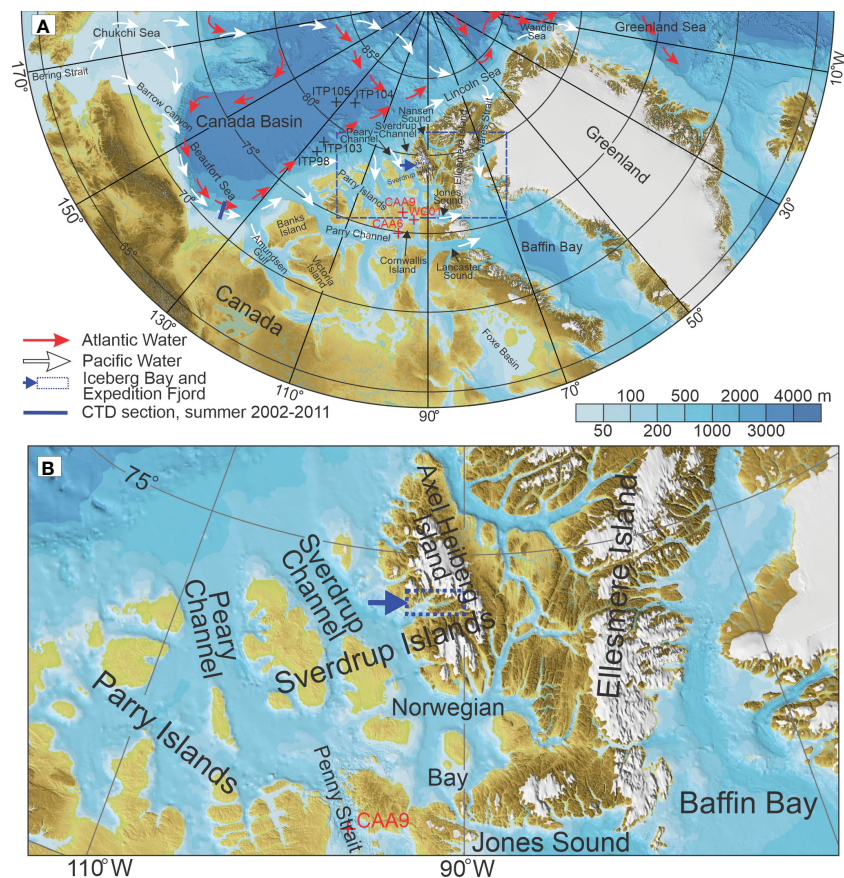 A
Chukchi Sea
Bering Strait
170°
Barrow Canyon
Beaufort Sea
Canada Basin
85°
80°
75°
70°
65°
ITP105
ITP104
ITP103
ITP98
Nansen
Sound
Sverdrup
Channel
Peary
Channel
Lincoln Sea
Wandel
Sea
Greenland Sea
10°W
Nares Strait
Ellesmere Island
Greenland
Sverdrup
Parry Islands
Jones
Sound
CAA9
WC01
CAA6
Parry Channel
Banks
Island
Amundsen
Gulf
Victoria
Island
Cornwallis
Island
Lancaster
Sound
Baffin Bay
Foxe Basin
Canada
150°
130°
110°
90°
70°
50°
30°
Atlantic Water
Pacific Water
Iceberg Bay and
Expedition Fjord
CTD section, summer 2002-2011
100 500 2000 4000 m
50 200 1000 3000
B
75°
Axel Heiberg
Island
Ellesmere Island
Sverdrup
Channel
Peary
Channel
Sverdrup Islands
Parry Islands
Norwegian
Bay
Penny Strait
CAA9
Jones Sound
Baffin Bay
110°W
90°W